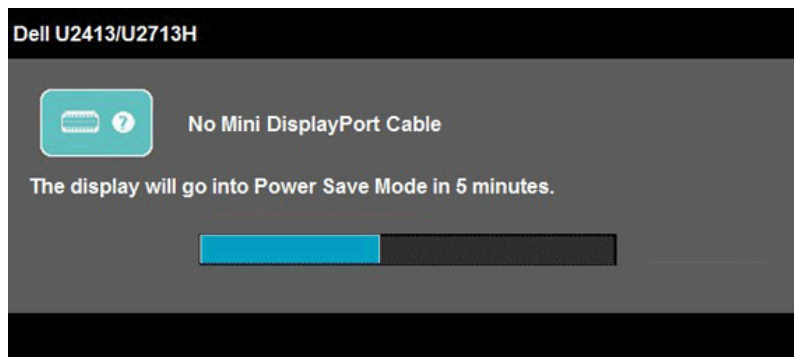 Dell U2413/U2713H
?
No Mini DisplayPort Cable
The display will go into Power Save Mode in 5 minutes.